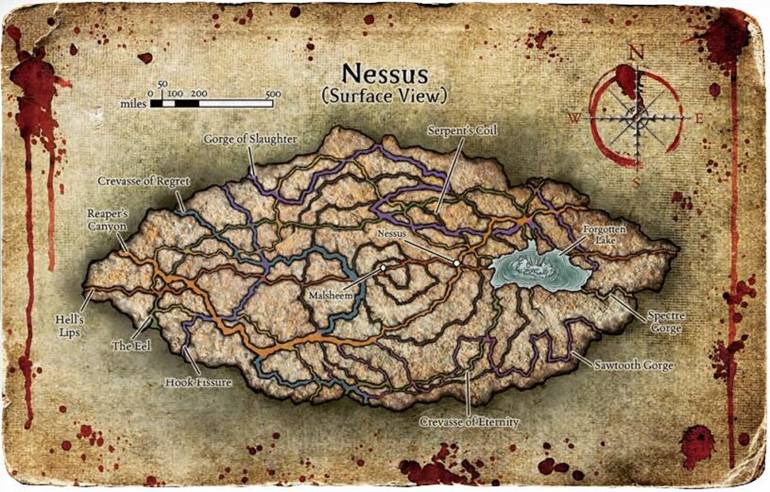 Nessus
(Surface View)
50
0 100 200 500
miles
N
W E
S
Gorge of Slaughter
Serpent's Coil
Crevasse of Regret
Reaper's
Canyon
Nessus
Forgotten
Lake
Malsheem
Hell's
Lips
Spectre
Gorge
The Eel
Sawtooth Gorge
Hook Fissure
Crevasse of Eternity